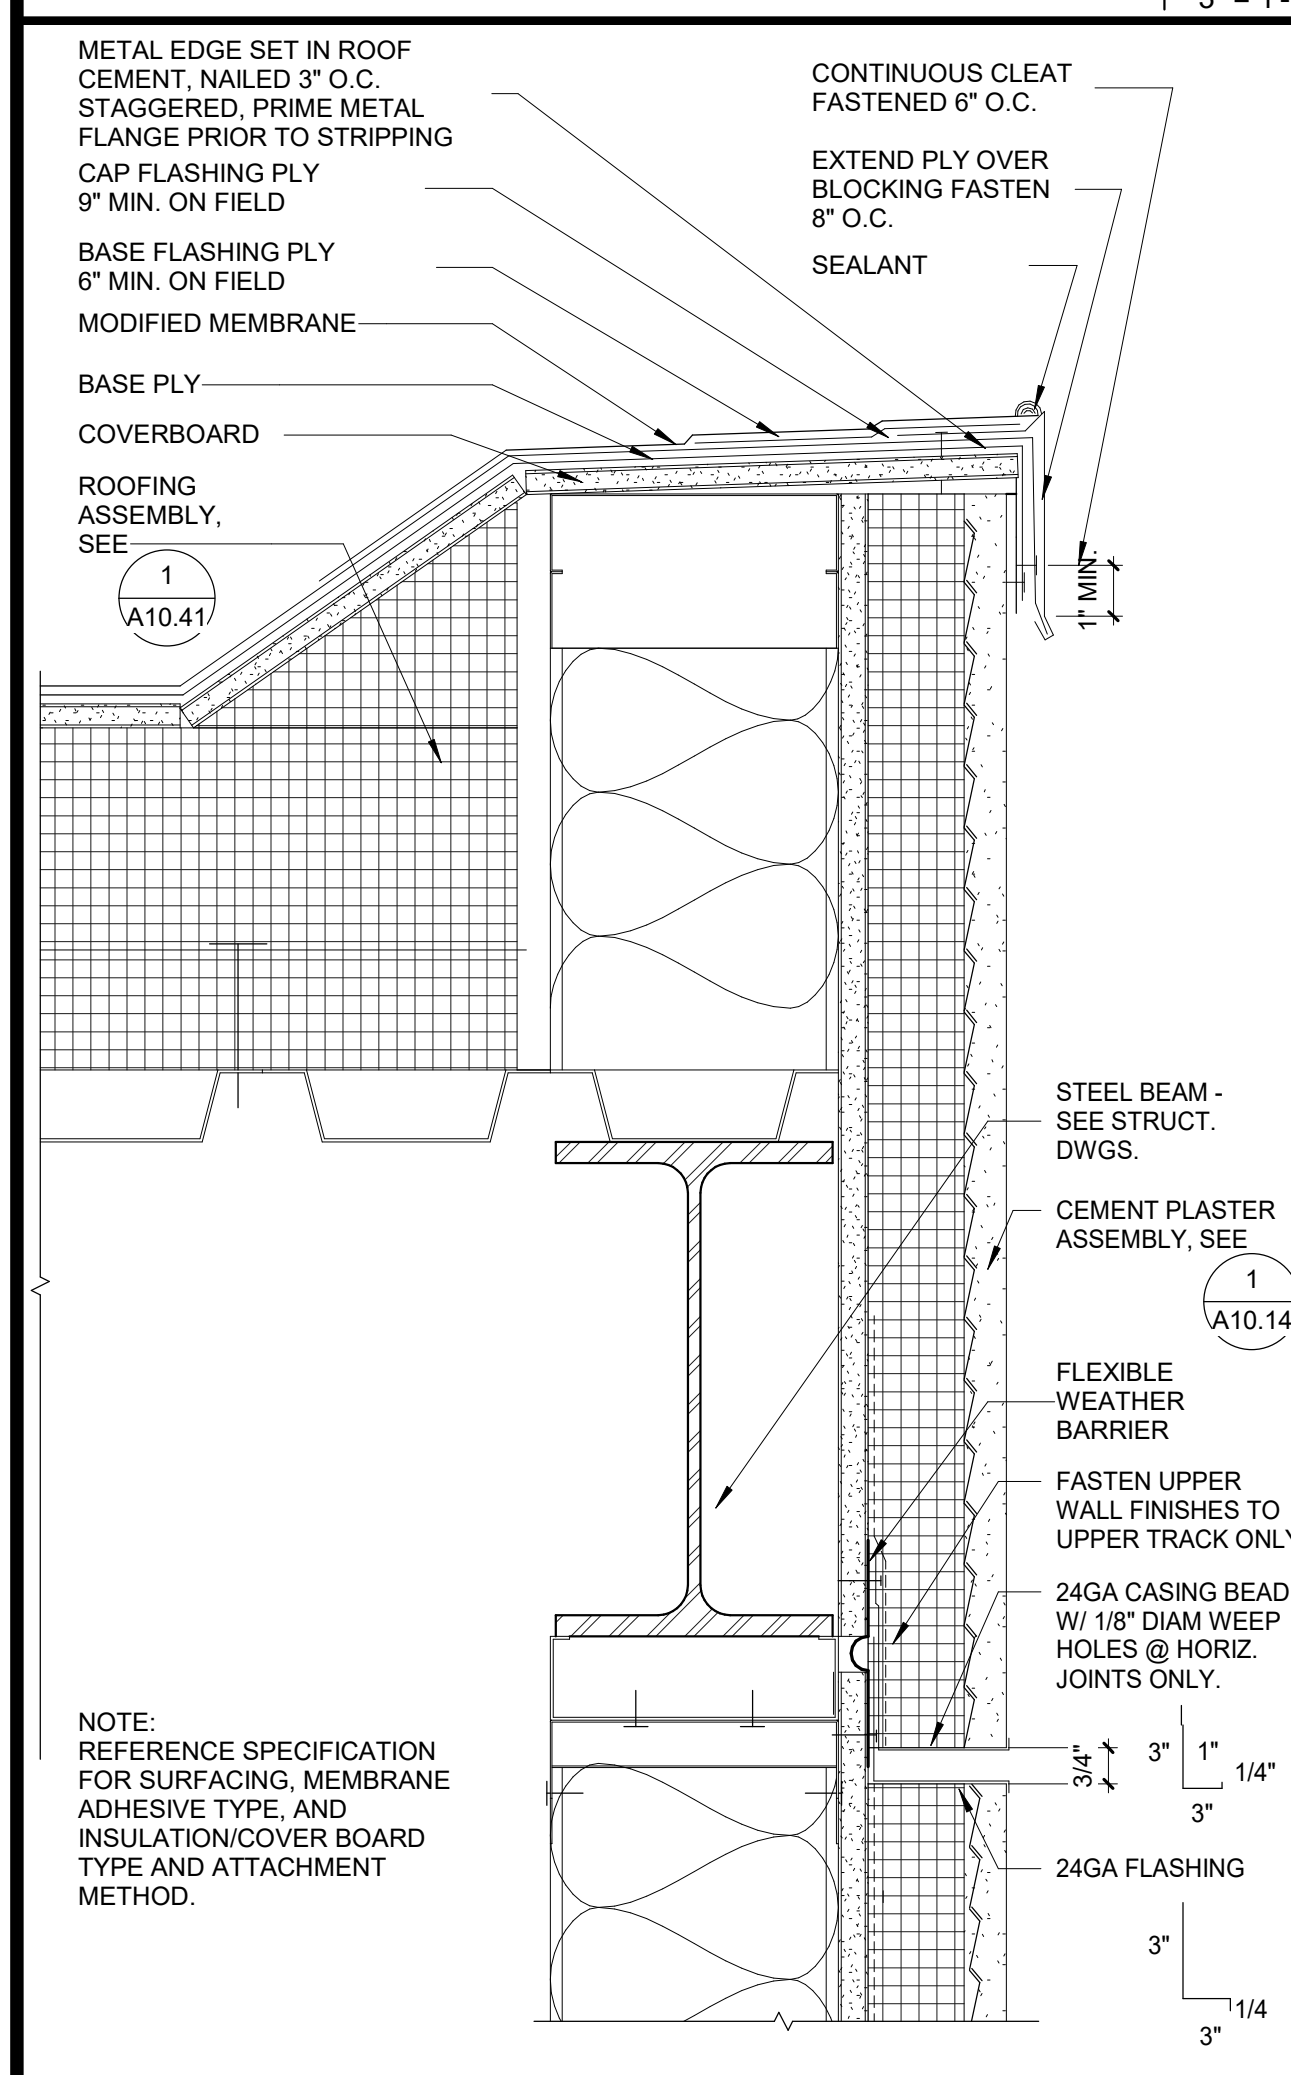 METAL EDGE SET IN ROOF
CEMENT, NAILED 3" O.C.
STAGGERED, PRIME METAL
FLANGE PRIOR TO STRIPPING
CAP FLASHING PLY
9" MIN. ON FIELD
BASE FLASHING PLY
6" MIN. ON FIELD
MODIFIED MEMBRANE
BASE PLY
COVERBOARD
ROOFING
ASSEMBLY,
SEE
1
A10.41
CONTINUOUS CLEAT
FASTENED 6" O.C.
EXTEND PLY OVER
BLOCKING FASTEN
8" O.C.
SEALANT
1" MIN.
STEEL BEAM -
SEE STRUCT.
DWGS.
CEMENT PLASTER
ASSEMBLY, SEE
1
A10.14
FLEXIBLE
WEATHER
BARRIER
FASTEN UPPER
WALL FINISHES TO
UPPER TRACK ONLY
24GA CASING BEAD
W/ 1/8" DIAM WEEP
HOLES @ HORIZ.
JOINTS ONLY.
3/4"
3"
1"
1/4"
3"
24GA FLASHING
3"
1/4
3"
NOTE:
REFERENCE SPECIFICATION
FOR SURFACING, MEMBRANE
ADHESIVE TYPE, AND
INSULATION/COVER BOARD
TYPE AND ATTACHMENT
METHOD.